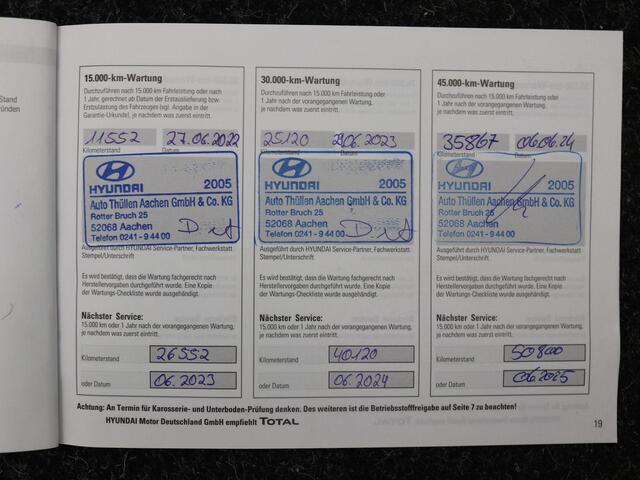 Stand
ründen
15.000-km-Wartung
Durchzuführen nach 15.000 km Fahrleistung oder nach
1 Jahr, gerechnet ab Datum der Erstauslieferung bzw.
Erstzulassung des Fahrzeuges (vgl. Angabe in der
Garantie-Urkunde), je nachdem was zuerst eintritt.
11552 27.06.2022
Kilometerstand Datum
HYUNDAI 2005
Auto Thüllen Aachen GmbH & Co. KG
Rotter Bruch 25
52068 Aachen
Telefon 0241 - 9 44 00
Ausgeführt durch HYUNDAI Service-Partner, Fachwerkstatt
Stempel/Unterschrift
Es wird bestätigt, dass die Wartung fachgerecht nach
Herstellervorgaben durchgeführt wurde. Eine Kopie
der Wartungs-Checkliste wurde ausgehändigt.
Nächster Service:
15.000 km oder 1 Jahr nach der vorangegangenen Wartung,
je nachdem was zuerst eintritt.
Kilometerstand 26552
oder Datum 06.2023
30.000-km-Wartung
Durchzuführen nach 15.000 km Fahrleistung oder
1 Jahr nach der vorangegangenen Wartung,
je nachdem was zuerst eintritt.
25120 06.2023
Kilometerstand Datum
HYUNDAI 2005
Auto Thüllen Aachen GmbH & Co. KG
Rotter Bruch 25
52068 Aachen
Telefon 0241 - 9 44 00
Ausgeführt durch HYUNDAI Service-Partner, Fachwerkstatt
Stempel/Unterschrift
Es wird bestätigt, dass die Wartung fachgerecht nach
Herstellervorgaben durchgeführt wurde. Eine Kopie
der Wartungs-Checkliste wurde ausgehändigt.
Nächster Service:
15.000 km oder 1 Jahr nach der vorangegangenen Wartung,
je nachdem was zuerst eintritt.
Kilometerstand 40120
oder Datum 06.2024
45.000-km-Wartung
Durchzuführen nach 15.000 km Fahrleistung oder
1 Jahr nach der vorangegangenen Wartung,
je nachdem was zuerst eintritt.
35867 06.06.24
Kilometerstand Datum
HYUNDAI 2005
Auto Thüllen Aachen GmbH & Co. KG
Rotter Bruch 25
52068 Aachen
Telefon 0241 - 9 44 00
Ausgeführt durch HYUNDAI Service-Partner, Fachwerkstatt
Stempel/Unterschrift
Es wird bestätigt, dass die Wartung fachgerecht nach
Herstellervorgaben durchgeführt wurde. Eine Kopie
der Wartungs-Checkliste wurde ausgehändigt.
Nächster Service:
15.000 km oder 1 Jahr nach der vorangegangenen Wartung,
je nachdem was zuerst eintritt.
Kilometerstand 50800
oder Datum 06.2025
Achtung: An Termin für Karosserie- und Unterboden-Prüfung denken. Des weiteren ist die Betriebsstofffreigabe auf Seite 7 zu beachten!
HYUNDAI Motor Deutschland GmbH empfiehlt TOTAL
19